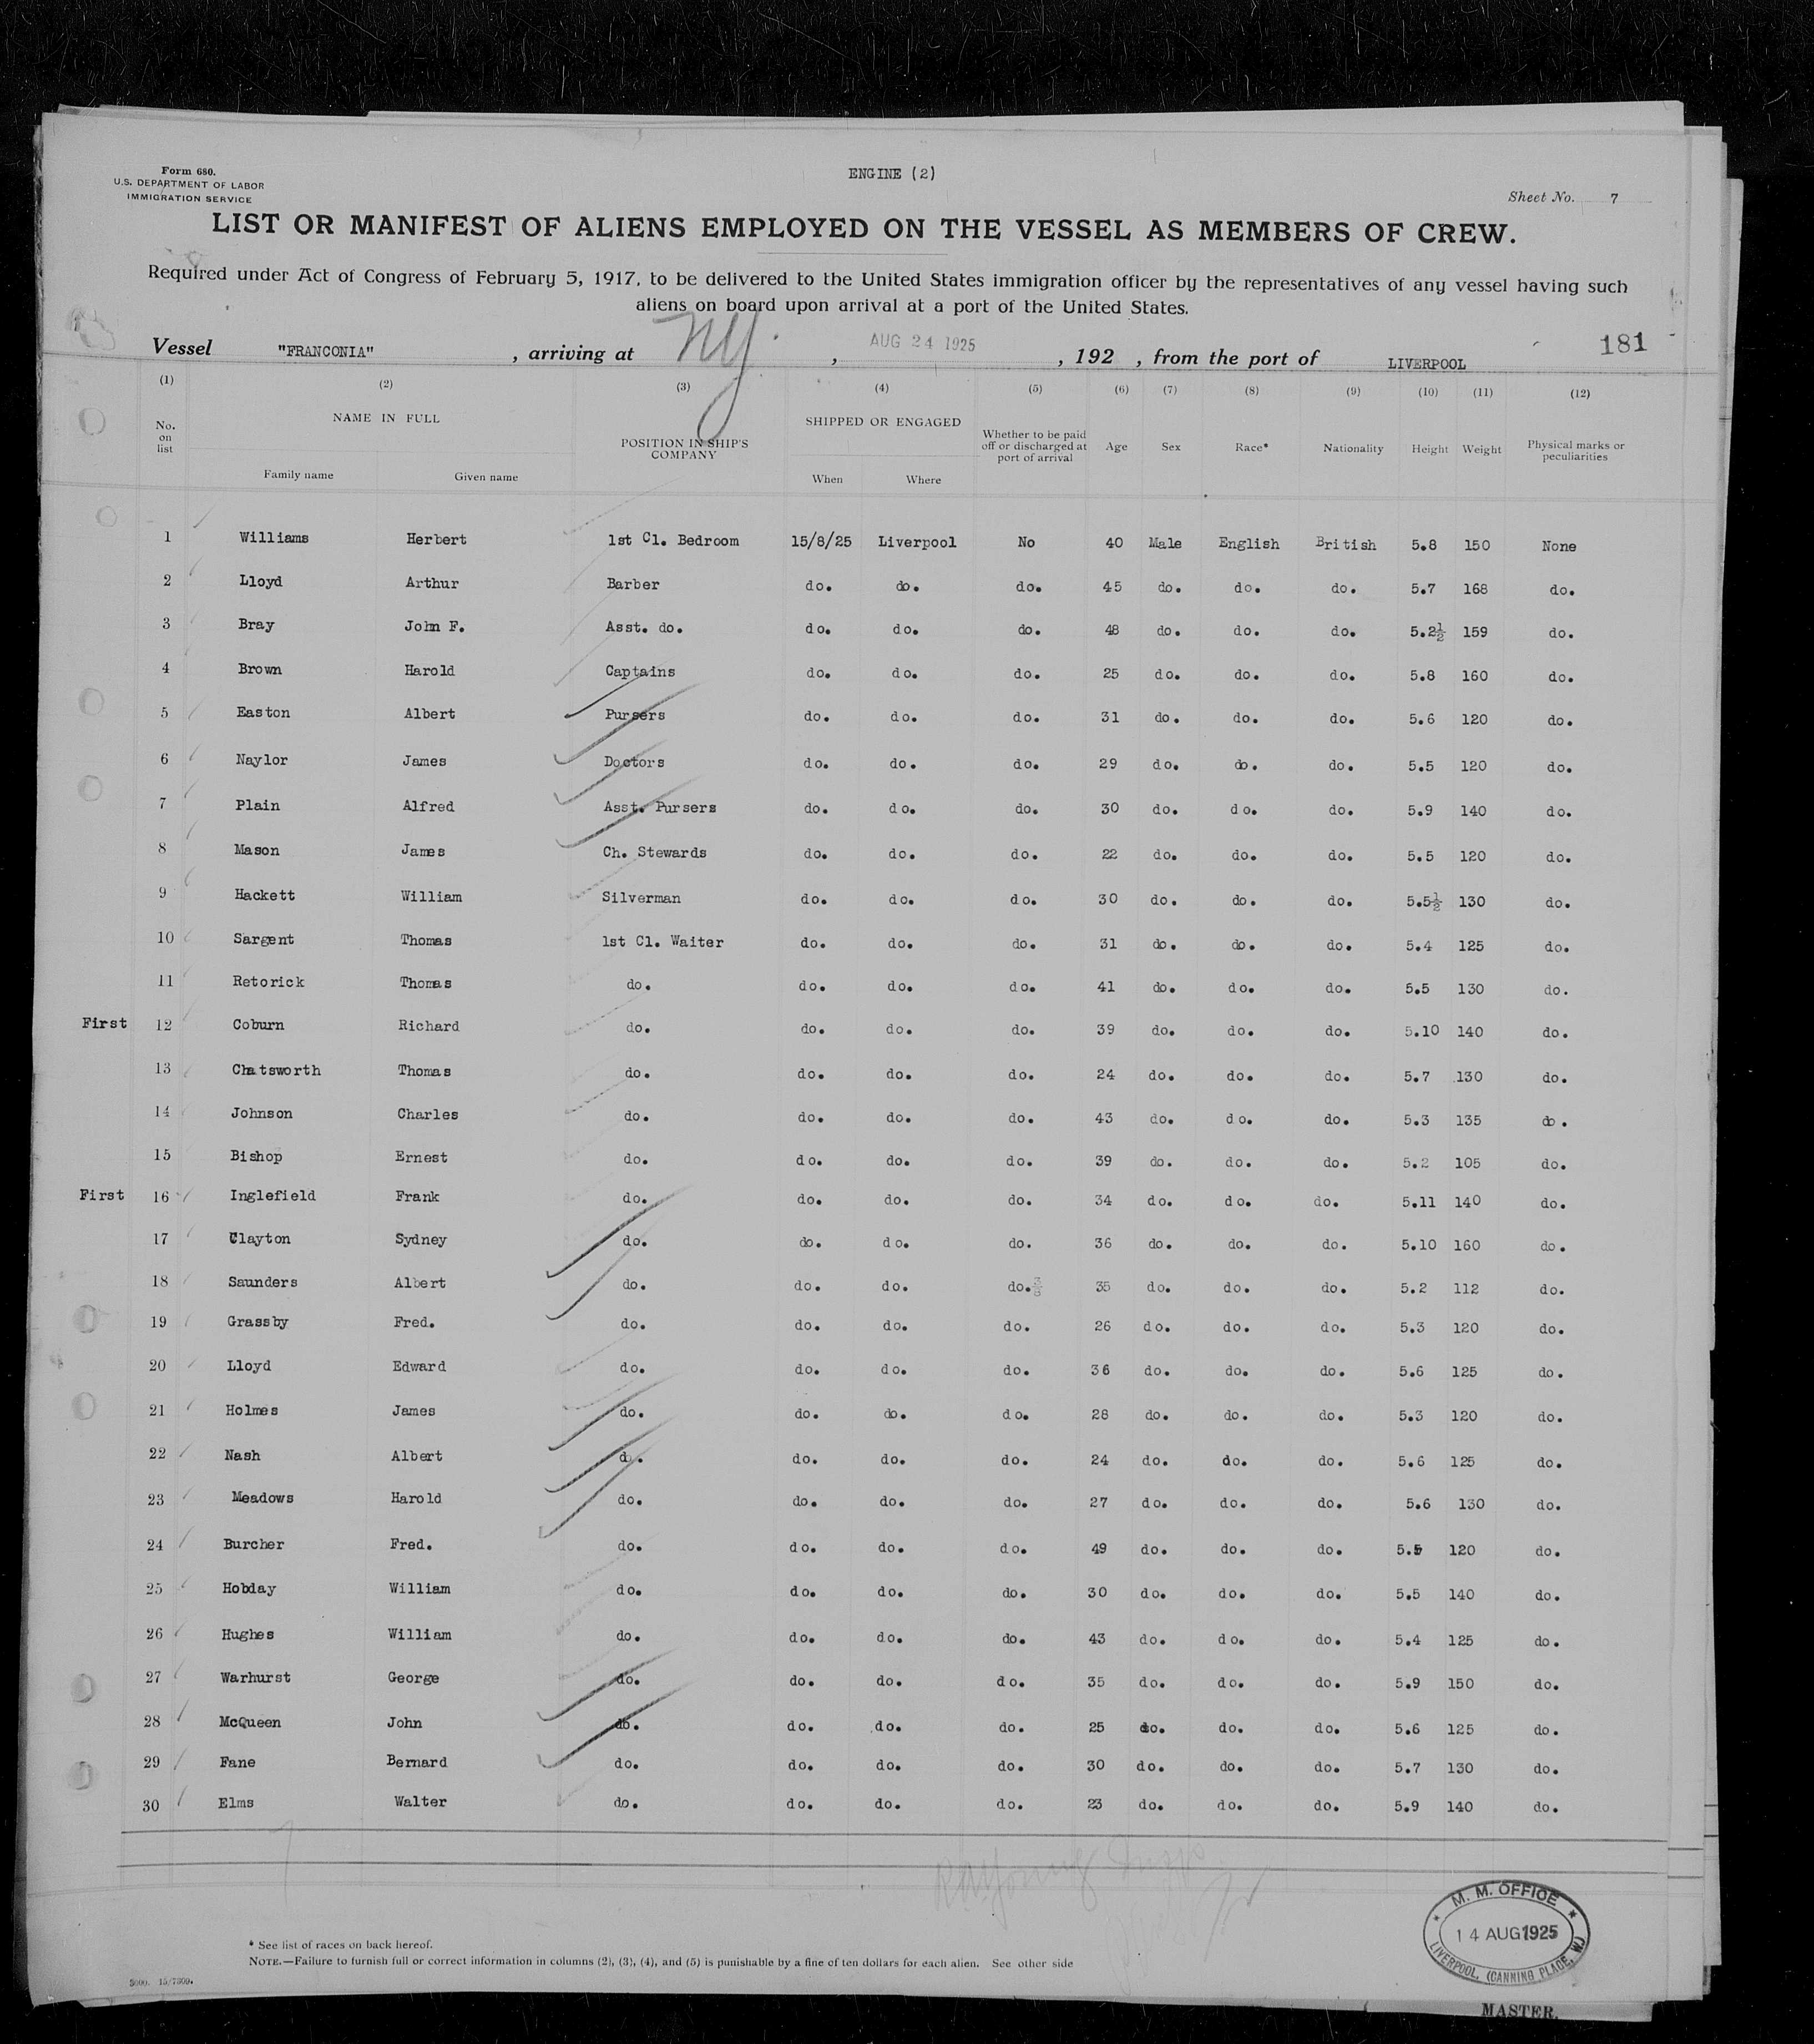 Form 680.
U.S. DEPARTMENT OF LABOR
IMMIGRATION SERVICE
ENGINE (2)
Sheet No. 7
LIST OR MANIFEST OF ALIENS EMPLOYED ON THE VESSEL AS MEMBERS OF CREW.
Required under Act of Congress of February 5, 1917, to be delivered to the United States immigration officer by the representatives of any vessel having such
aliens on board upon arrival at a port of the United States.
Vessel "FRANCONIA" , arriving at NY. , AUG 24 1925 , 192 , from the port of LIVERPOOL 181
(1) (2) (3) (4) (5) (6) (7) (8) (9) (10) (11) (12)
No. on list NAME IN FULL Family name Given name POSITION IN SHIP'S COMPANY SHIPPED OR ENGAGED When Where Whether to be paid off or discharged at port of arrival Age Sex Race* Nationality Height Weight Physical marks or peculiarities
1 Williams Herbert 1st Cl. Bedroom 15/8/25 Liverpool No 40 Male English British 5.8 150 None
2 Lloyd Arthur Barber do. do. do. 45 do. do. do. 5.7 168 do.
3 Bray John F. Asst. do. do. do. do. 48 do. do. do. 5.2½ 159 do.
4 Brown Harold Captains do. do. do. 25 do. do. do. 5.8 160 do.
5 Easton Albert Pursers do. do. do. 31 do. do. do. 5.6 120 do.
6 Naylor James Doctors do. do. do. 29 do. do. do. 5.5 120 do.
7 Plain Alfred Asst. Pursers do. do. do. 30 do. do. do. 5.9 140 do.
8 Mason James Ch. Stewards do. do. do. 22 do. do. do. 5.5 120 do.
9 Hackett William Silverman do. do. do. 30 do. do. do. 5.5½ 130 do.
10 Sargent Thomas 1st Cl. Waiter do. do. do. 31 do. do. do. 5.4 125 do.
11 Retorick Thomas do. do. do. do. 41 do. do. do. 5.5 130 do.
First 12 Coburn Richard do. do. do. do. 39 do. do. do. 5.10 140 do.
13 Chatsworth Thomas do. do. do. do. 24 do. do. do. 5.7 130 do.
14 Johnson Charles do. do. do. do. 43 do. do. do. 5.3 135 do.
15 Bishop Ernest do. do. do. do. 39 do. do. do. 5.2 105 do.
First 16 Inglefield Frank do. do. do. do. 34 do. do. do. 5.11 140 do.
17 Clayton Sydney do. do. do. do. 36 do. do. do. 5.10 160 do.
18 Saunders Albert do. do. do. do. 35 do. do. do. 5.2 112 do.
19 Grassby Fred. do. do. do. do. 26 do. do. do. 5.3 120 do.
20 Lloyd Edward do. do. do. do. 36 do. do. do. 5.6 125 do.
21 Holmes James do. do. do. do. 28 do. do. do. 5.3 120 do.
22 Nash Albert do. do. do. do. 24 do. do. do. 5.6 125 do.
23 Meadows Harold do. do. do. do. 27 do. do. do. 5.6 130 do.
24 Burcher Fred. do. do. do. do. 49 do. do. do. 5.5 120 do.
25 Hobday William do. do. do. do. 30 do. do. do. 5.5 140 do.
26 Hughes William do. do. do. do. 43 do. do. do. 5.4 125 do.
27 Warhurst George do. do. do. do. 35 do. do. do. 5.9 150 do.
28 McQueen John do. do. do. do. 25 do. do. do. 5.6 125 do.
29 Fane Bernard do. do. do. do. 30 do. do. do. 5.7 130 do.
30 Elms Walter do. do. do. do. 23 do. do. do. 5.9 140 do.
* See list of races on back hereof.
NOTE.—Failure to furnish full or correct information in columns (2), (3), (4), and (5) is punishable by a fine of ten dollars for each alien. See other side
M. M. OFFICE
14 AUG 1925
LIVERPOOL, (CANNING PLACE, W)
MASTER.